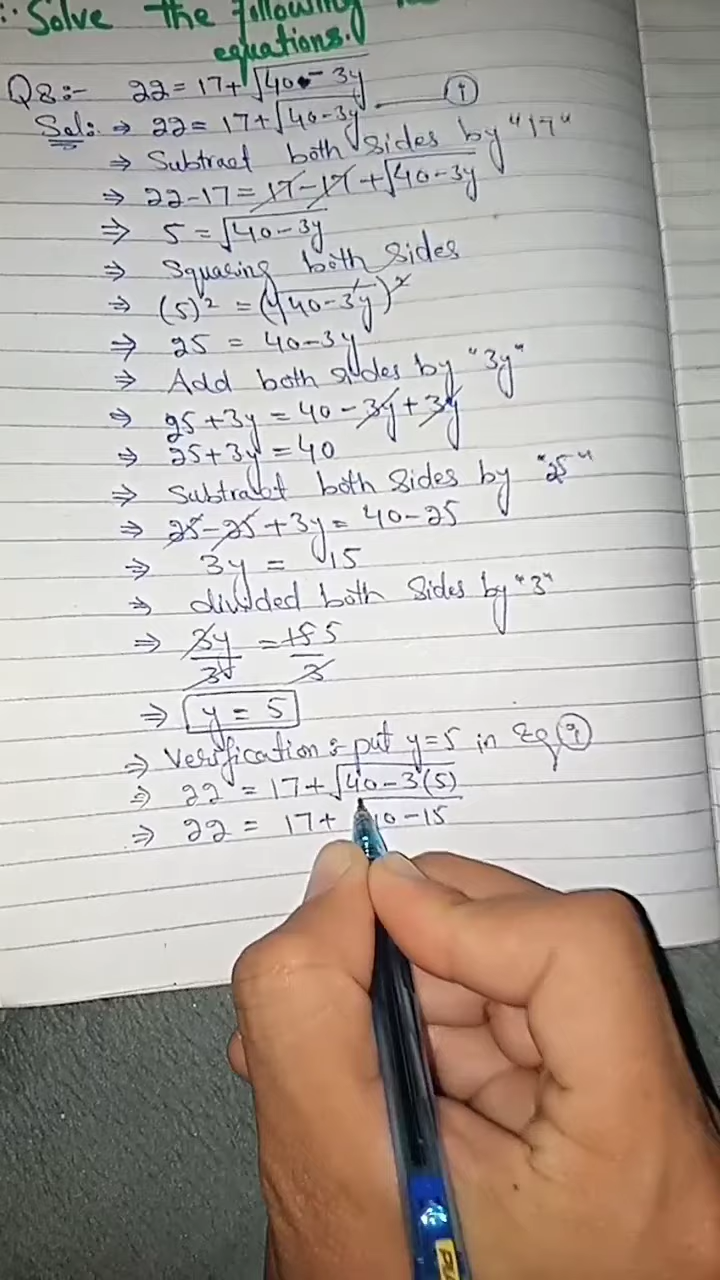 Solve the following
equations.
Q8:- 22 = 17 + √40 - 3y
Sol: ⇒ 22 = 17 + √40-3y —— (i)
⇒ Subtract both sides by "17"
⇒ 22-17 = 17-17 + √40-3y
⇒ 5 = √40-3y
⇒ Squaring both sides
⇒ (5)² = (√40-3y)²
⇒ 25 = 40-3y
⇒ Add both sides by "3y"
⇒ 25+3y = 40-3y+3y
⇒ 25+3y = 40
⇒ Subtract both sides by "25"
⇒ 25-25+3y = 40-25
⇒ 3y = 15
⇒ divided both sides by "3"
⇒ 3y/3 = 15/3 5
⇒ y = 5
⇒ Verification: put y=5 in Eq (i)
⇒ 22 = 17 + √40-3(5)
⇒ 22 = 17 + 40-15